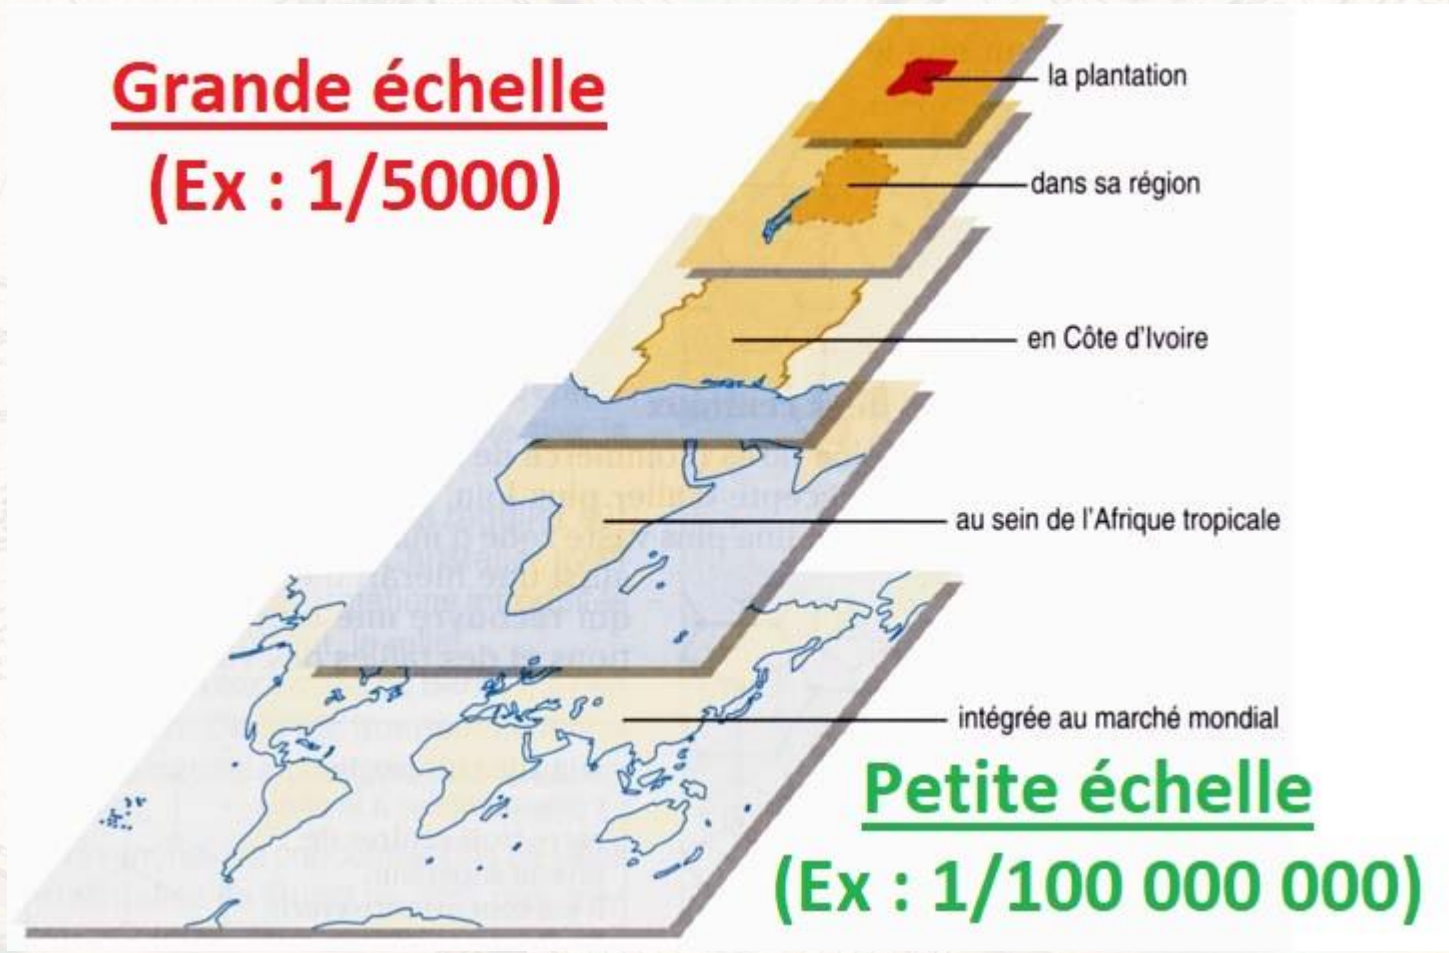 Grande échelle
(Ex : 1/5000)
la plantation
dans sa région
en Côte d'Ivoire
au sein de l'Afrique tropicale
intégrée au marché mondial
Petite échelle
(Ex : 1/100 000 000)